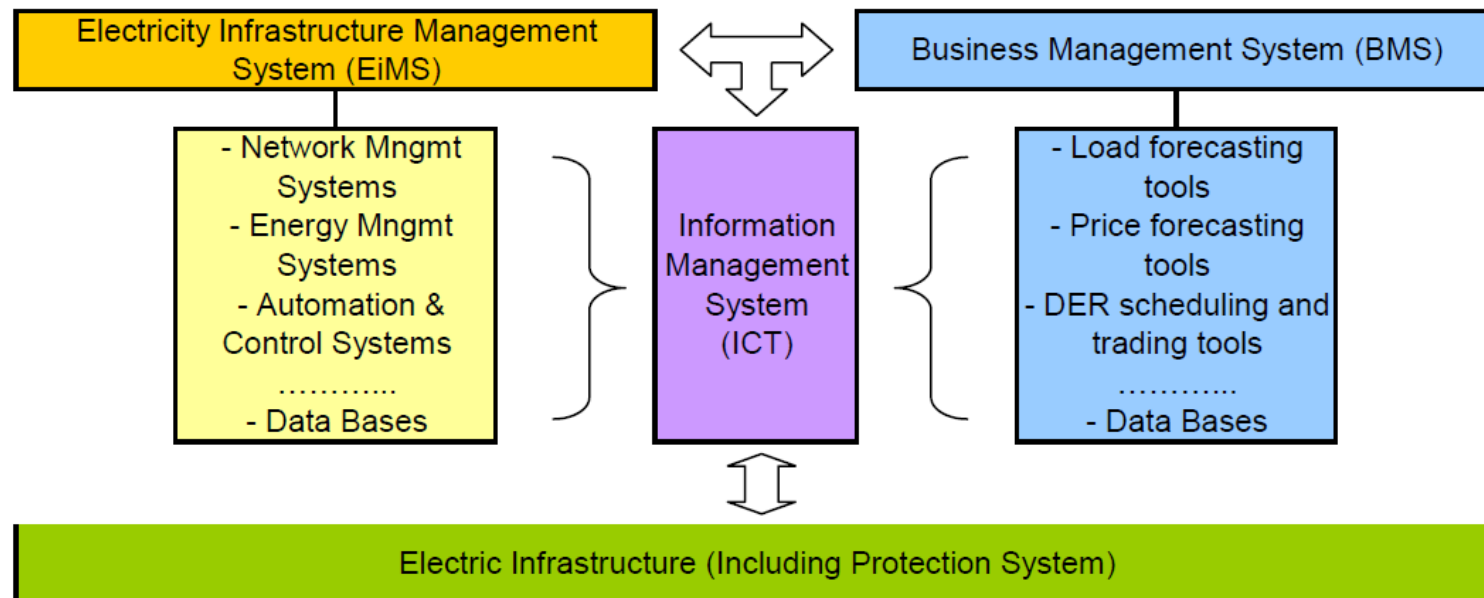 Electricity Infrastructure Management
System (EiMS)
Business Management System (BMS)
- Network Mngmt
Systems
- Energy Mngmt
Systems
- Automation &
Control Systems
………...
- Data Bases
Information
Management
System
(ICT)
- Load forecasting
tools
- Price forecasting
tools
- DER scheduling and
trading tools
………...
- Data Bases
Electric Infrastructure (Including Protection System)